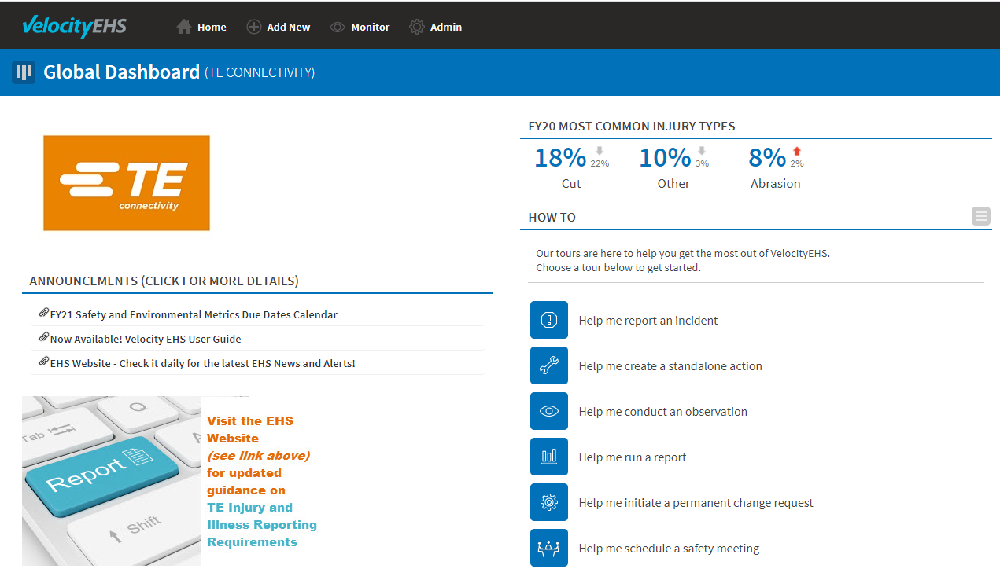 VelocityEHS
Home
Add New
Monitor
Admin
Global Dashboard (TE CONNECTIVITY)
TE
connectivity
ANNOUNCEMENTS (CLICK FOR MORE DETAILS)
FY21 Safety and Environmental Metrics Due Dates Calendar
Now Available! Velocity EHS User Guide
EHS Website - Check it daily for the latest EHS News and Alerts!
Q
Tab
A
Report
Shift
Visit the EHS
Website
(see link above)
for updated
guidance on
TE Injury and
Illness Reporting
Requirements
FY20 MOST COMMON INJURY TYPES
18% 22%
Cut
10% 3%
Other
8% 2%
Abrasion
HOW TO
Our tours are here to help you get the most out of VelocityEHS.
Choose a tour below to get started.
Help me report an incident
Help me create a standalone action
Help me conduct an observation
Help me run a report
Help me initiate a permanent change request
Help me schedule a safety meeting